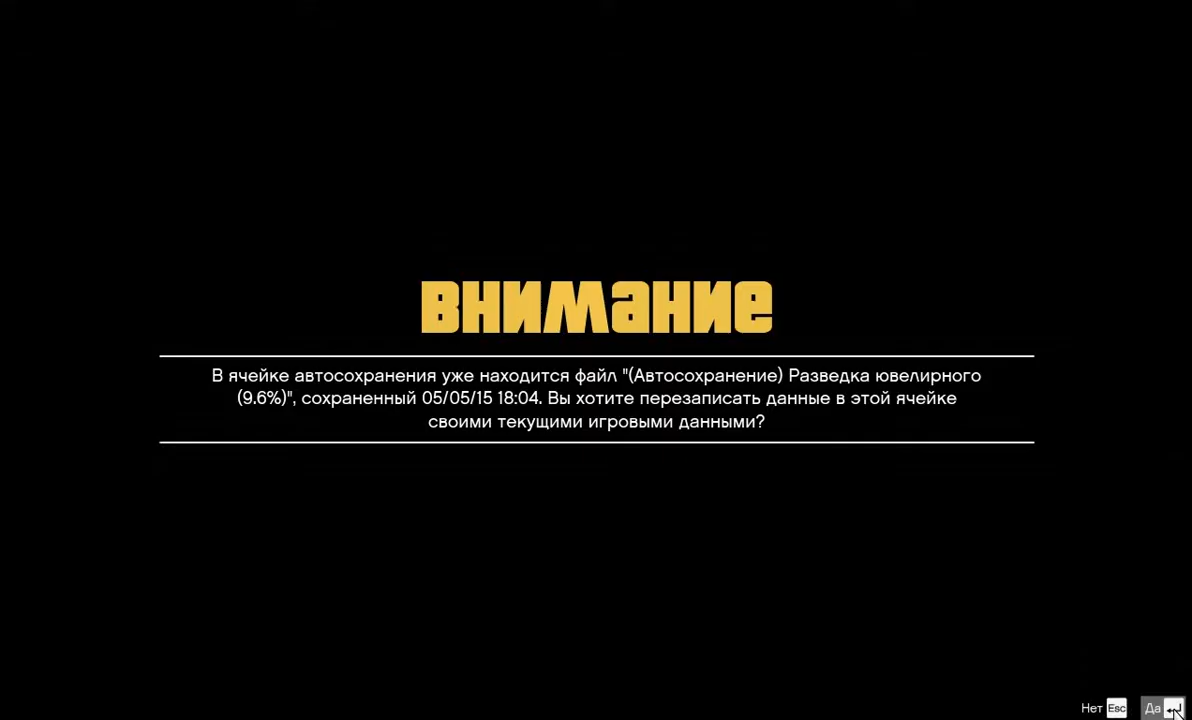 внимание
В ячейке автосохранения уже находится файл "(Автосохранение) Разведка ювелирного
(9.6%)", сохраненный 05/05/15 18:04. Вы хотите перезаписать данные в этой ячейке
своими текущими игровыми данными?
Нет Esc Да